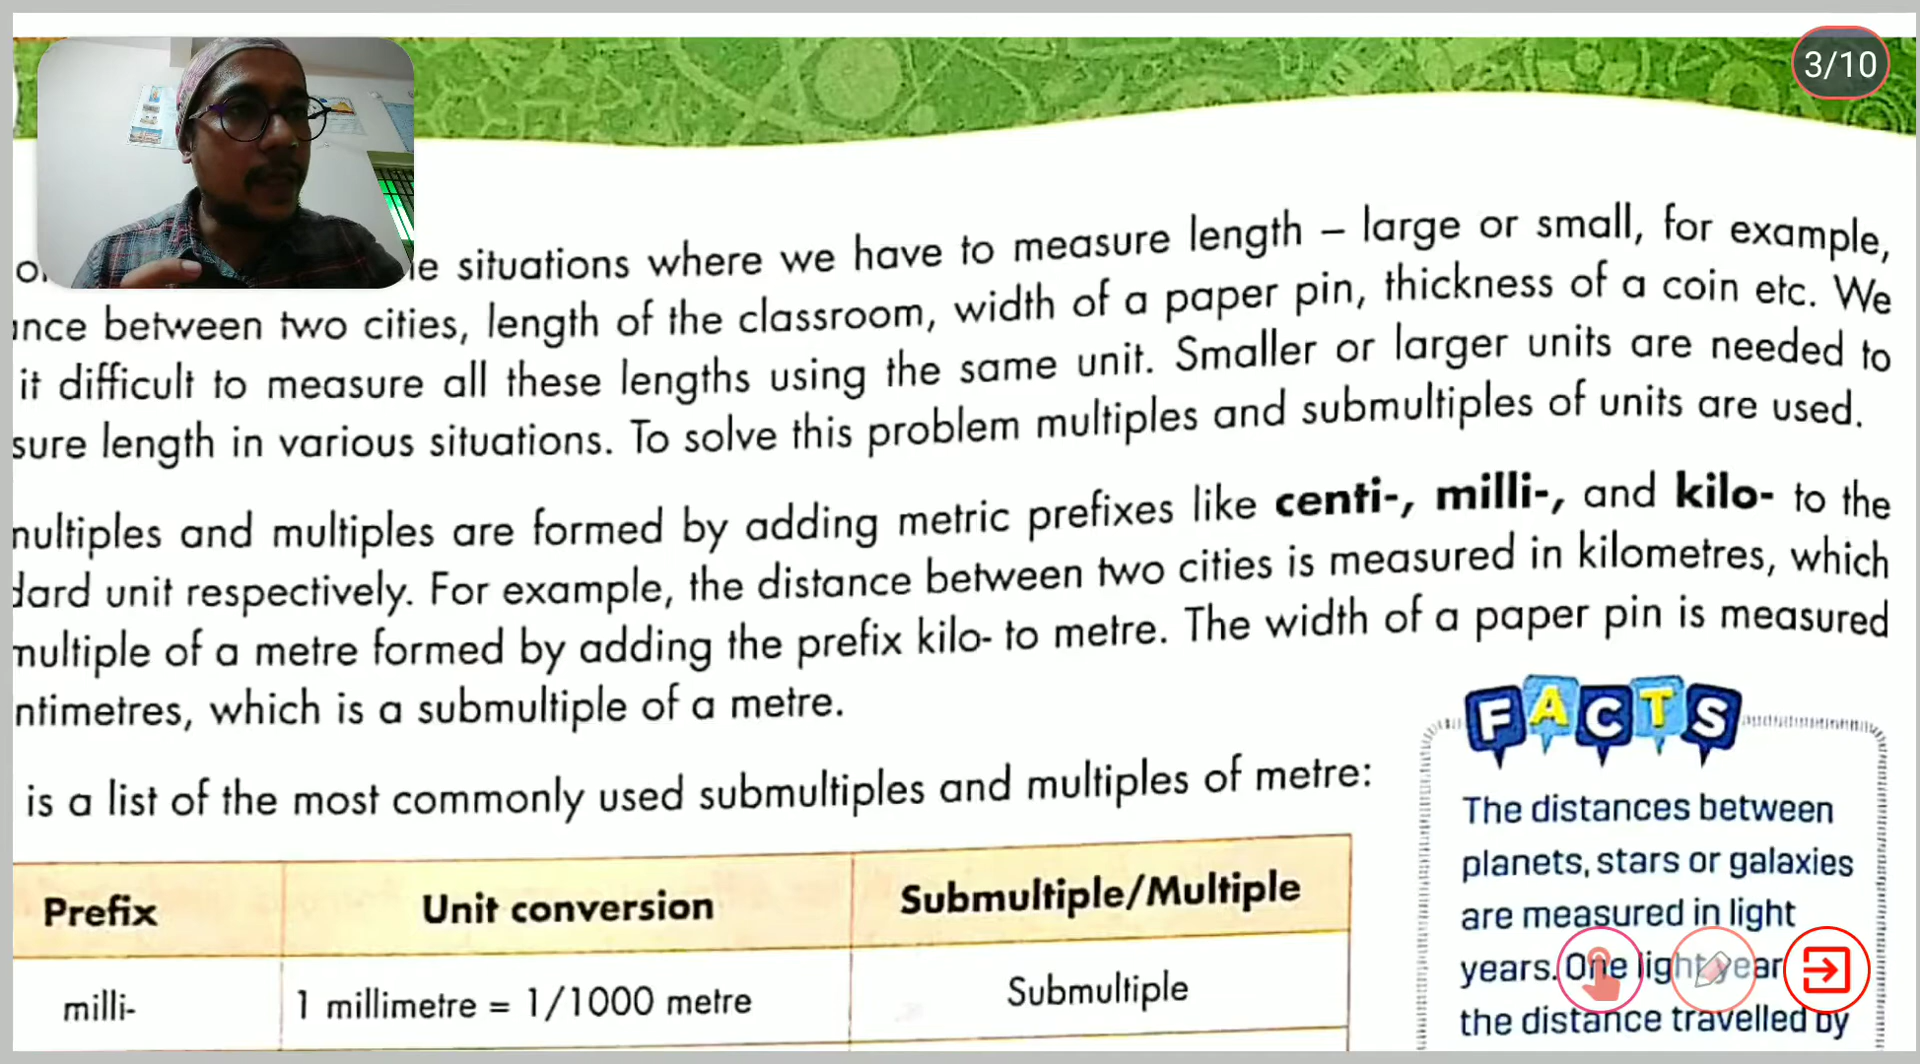 3/10
situations where we have to measure length – large or small, for example,
between two cities, length of the classroom, width of a paper pin, thickness of a coin etc. We
it difficult to measure all these lengths using the same unit. Smaller or larger units are needed to
sure length in various situations. To solve this problem multiples and submultiples of units are used.
multiples and multiples are formed by adding metric prefixes like centi-, milli-, and kilo- to the
dard unit respectively. For example, the distance between two cities is measured in kilometres, which
multiple of a metre formed by adding the prefix kilo- to metre. The width of a paper pin is measured
ntimetres, which is a submultiple of a metre.
is a list of the most commonly used submultiples and multiples of metre:
Prefix Unit conversion Submultiple/Multiple
milli- 1 millimetre = 1/1000 metre Submultiple
FACTS
The distances between
planets, stars or galaxies
are measured in light
years. One light year
the distance travelled by